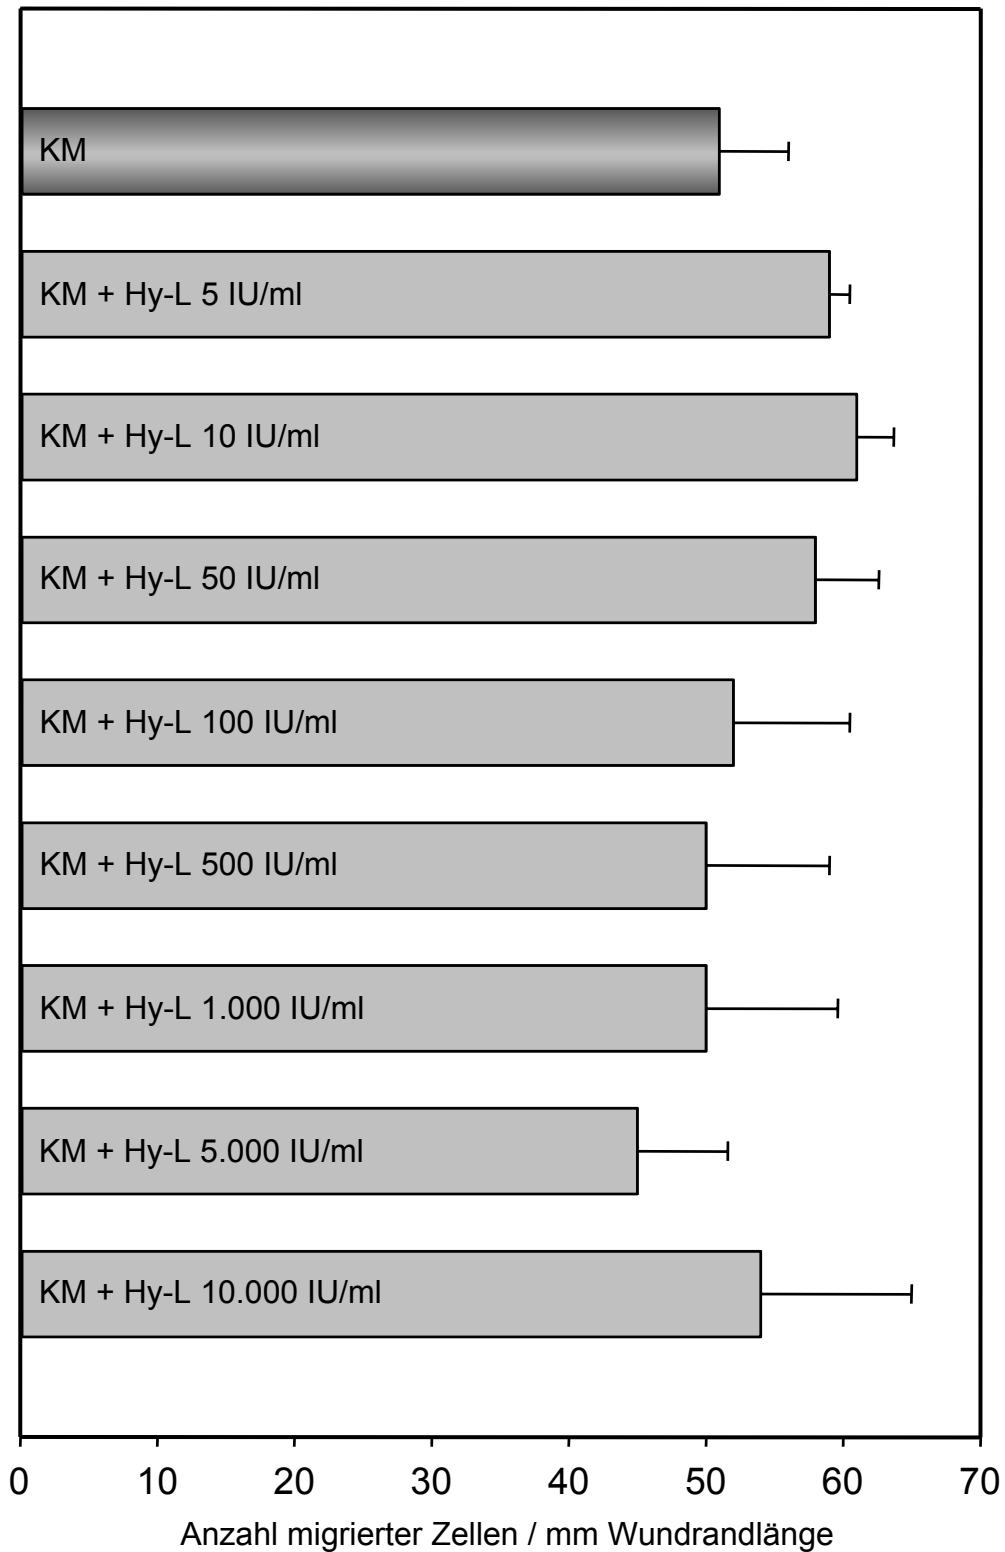 KM
KM + Hy-L 5 IU/ml
KM + Hy-L 10 IU/ml
KM + Hy-L 50 IU/ml
KM + Hy-L 100 IU/ml
KM + Hy-L 500 IU/ml
KM + Hy-L 1.000 IU/ml
KM + Hy-L 5.000 IU/ml
KM + Hy-L 10.000 IU/ml
0 10 20 30 40 50 60 70
Anzahl migrierter Zellen / mm Wundrandlänge